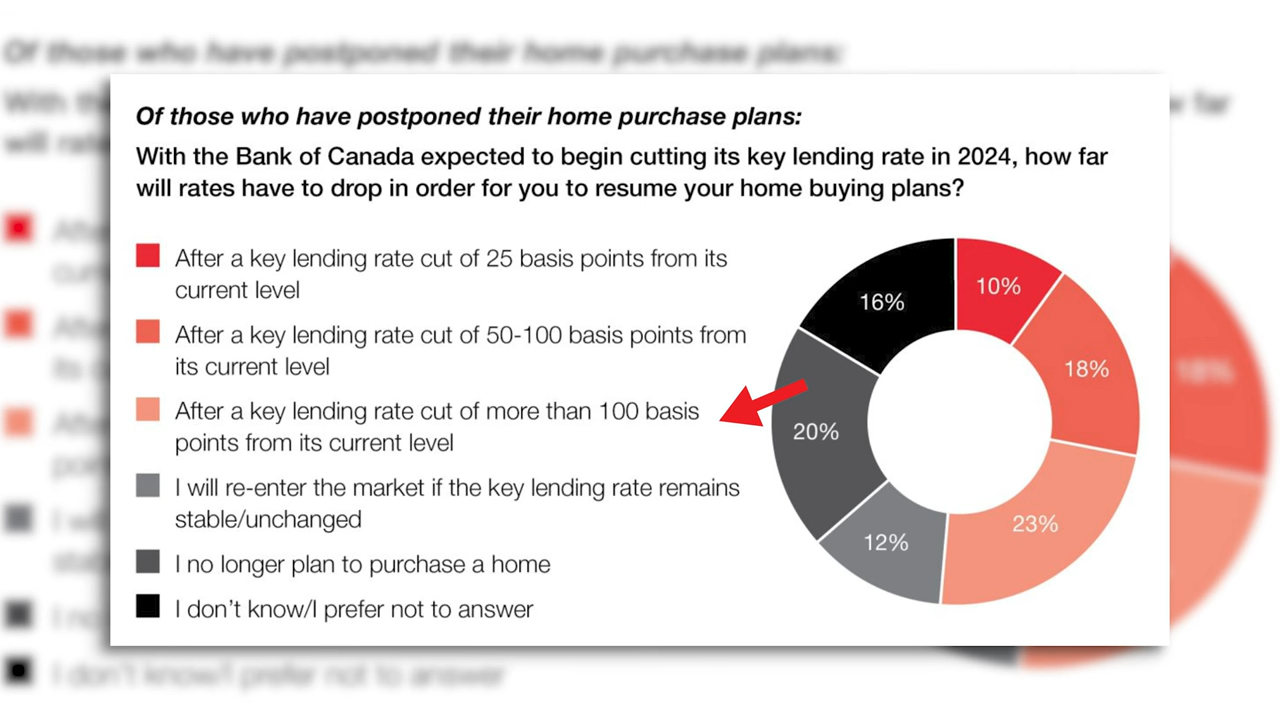 Of those who have postponed their home purchase plans:
With the Bank of Canada expected to begin cutting its key lending rate in 2024, how far
will rates have to drop in order for you to resume your home buying plans?
After a key lending rate cut of 25 basis points from its
current level
After a key lending rate cut of 50-100 basis points from
its current level
After a key lending rate cut of more than 100 basis
points from its current level
I will re-enter the market if the key lending rate remains
stable/unchanged
I no longer plan to purchase a home
I don't know/I prefer not to answer
10%
18%
23%
12%
20%
16%